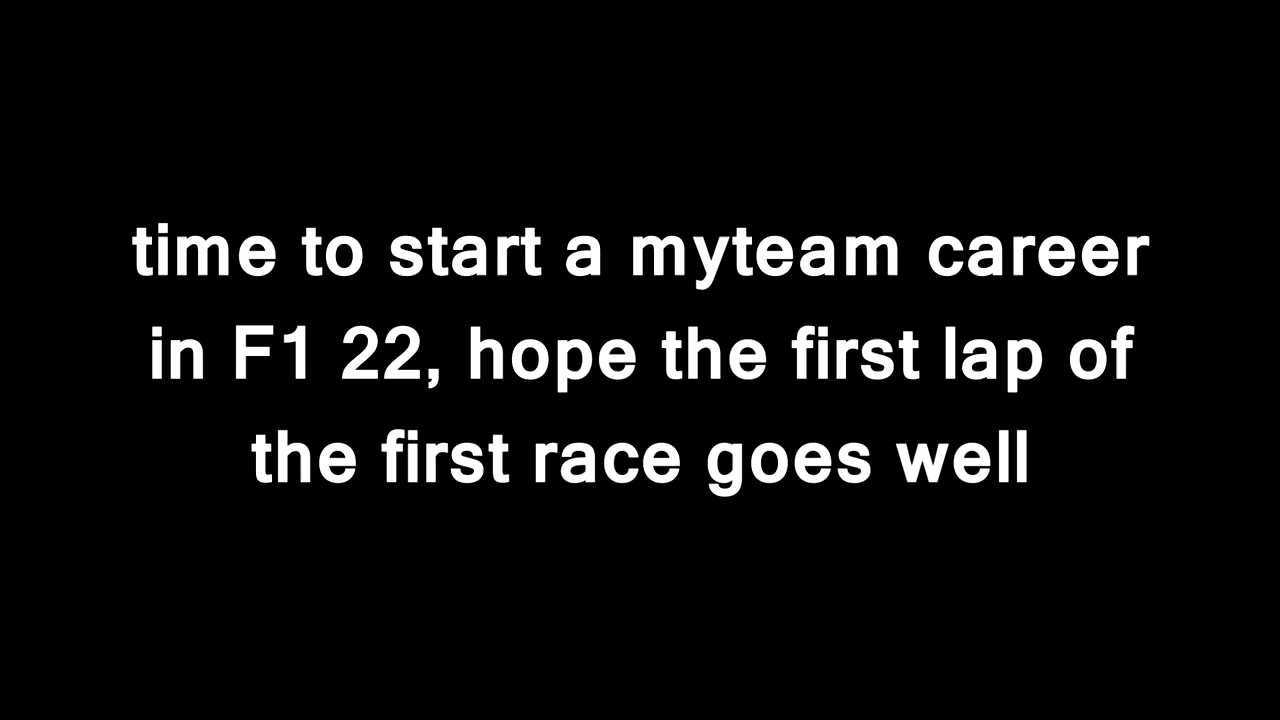 time to start a myteam career
in F1 22, hope the first lap of
the first race goes well